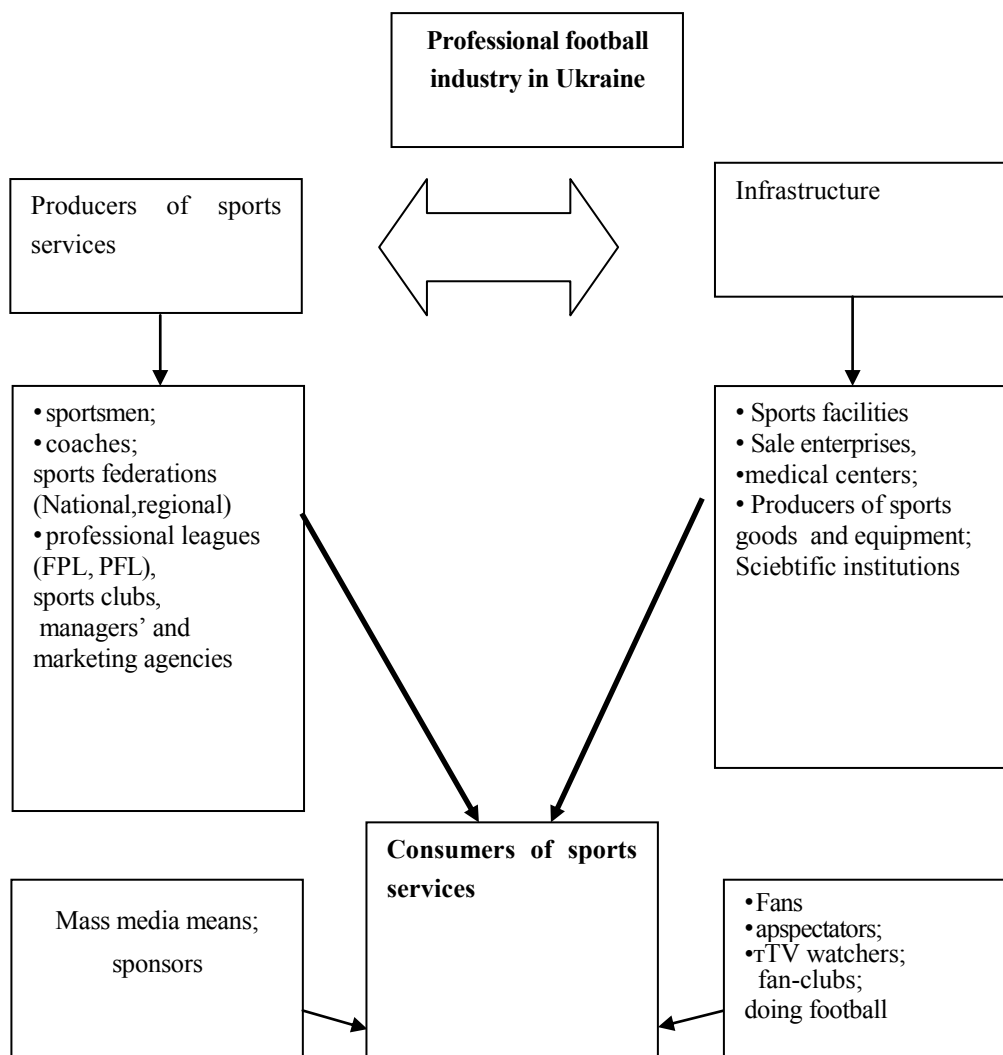 Professional football
industry in Ukraine
Producers of sports
services
Infrastructure
•sportsmen;
•coaches;
sports federations
(National,regional)
•professional leagues
(FPL, PFL),
sports clubs,
managers’ and
marketing agencies
• Sports facilities
• Sale enterprises,
•medical centers;
• Producers of sports
goods and equipment;
Sciebtific institutions
Consumers of sports
services
Mass media means;
sponsors
•Fans
•apspectators;
•тTV watchers;
fan-clubs;
doing football